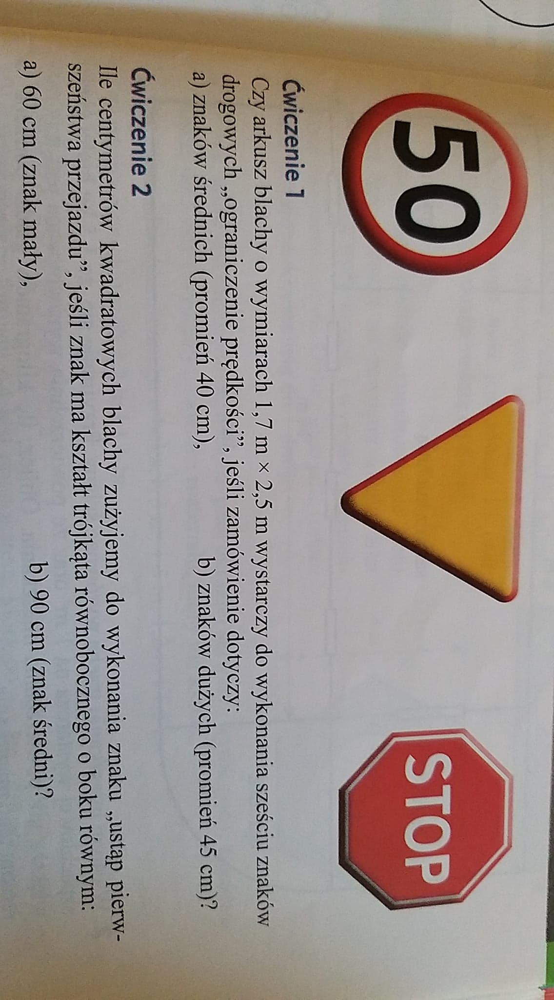 50
STOP
Ćwiczenie 1
Czy arkusz blachy o wymiarach 1,7 m × 2,5 m wystarczy do wykonania sześciu znaków
drogowych „ograniczenie prędkości”, jeśli zamówienie dotyczy:
a) znaków średnich (promień 40 cm), b) znaków dużych (promień 45 cm)?
Ćwiczenie 2
Ile centymetrów kwadratowych blachy zużyjemy do wykonania znaku „ustąp pierw-
szeństwa przejazdu”, jeśli znak ma kształt trójkąta równobocznego o boku równym:
a) 60 cm (znak mały), b) 90 cm (znak średni)?